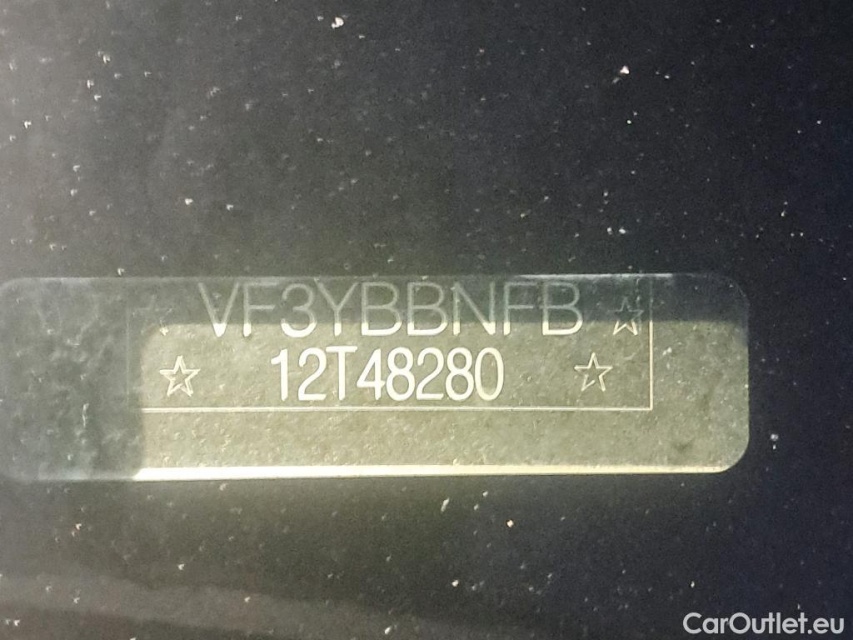 ☆ VF3YBBNFB ☆
☆ 12T48280 ☆
CarOutlet.eu